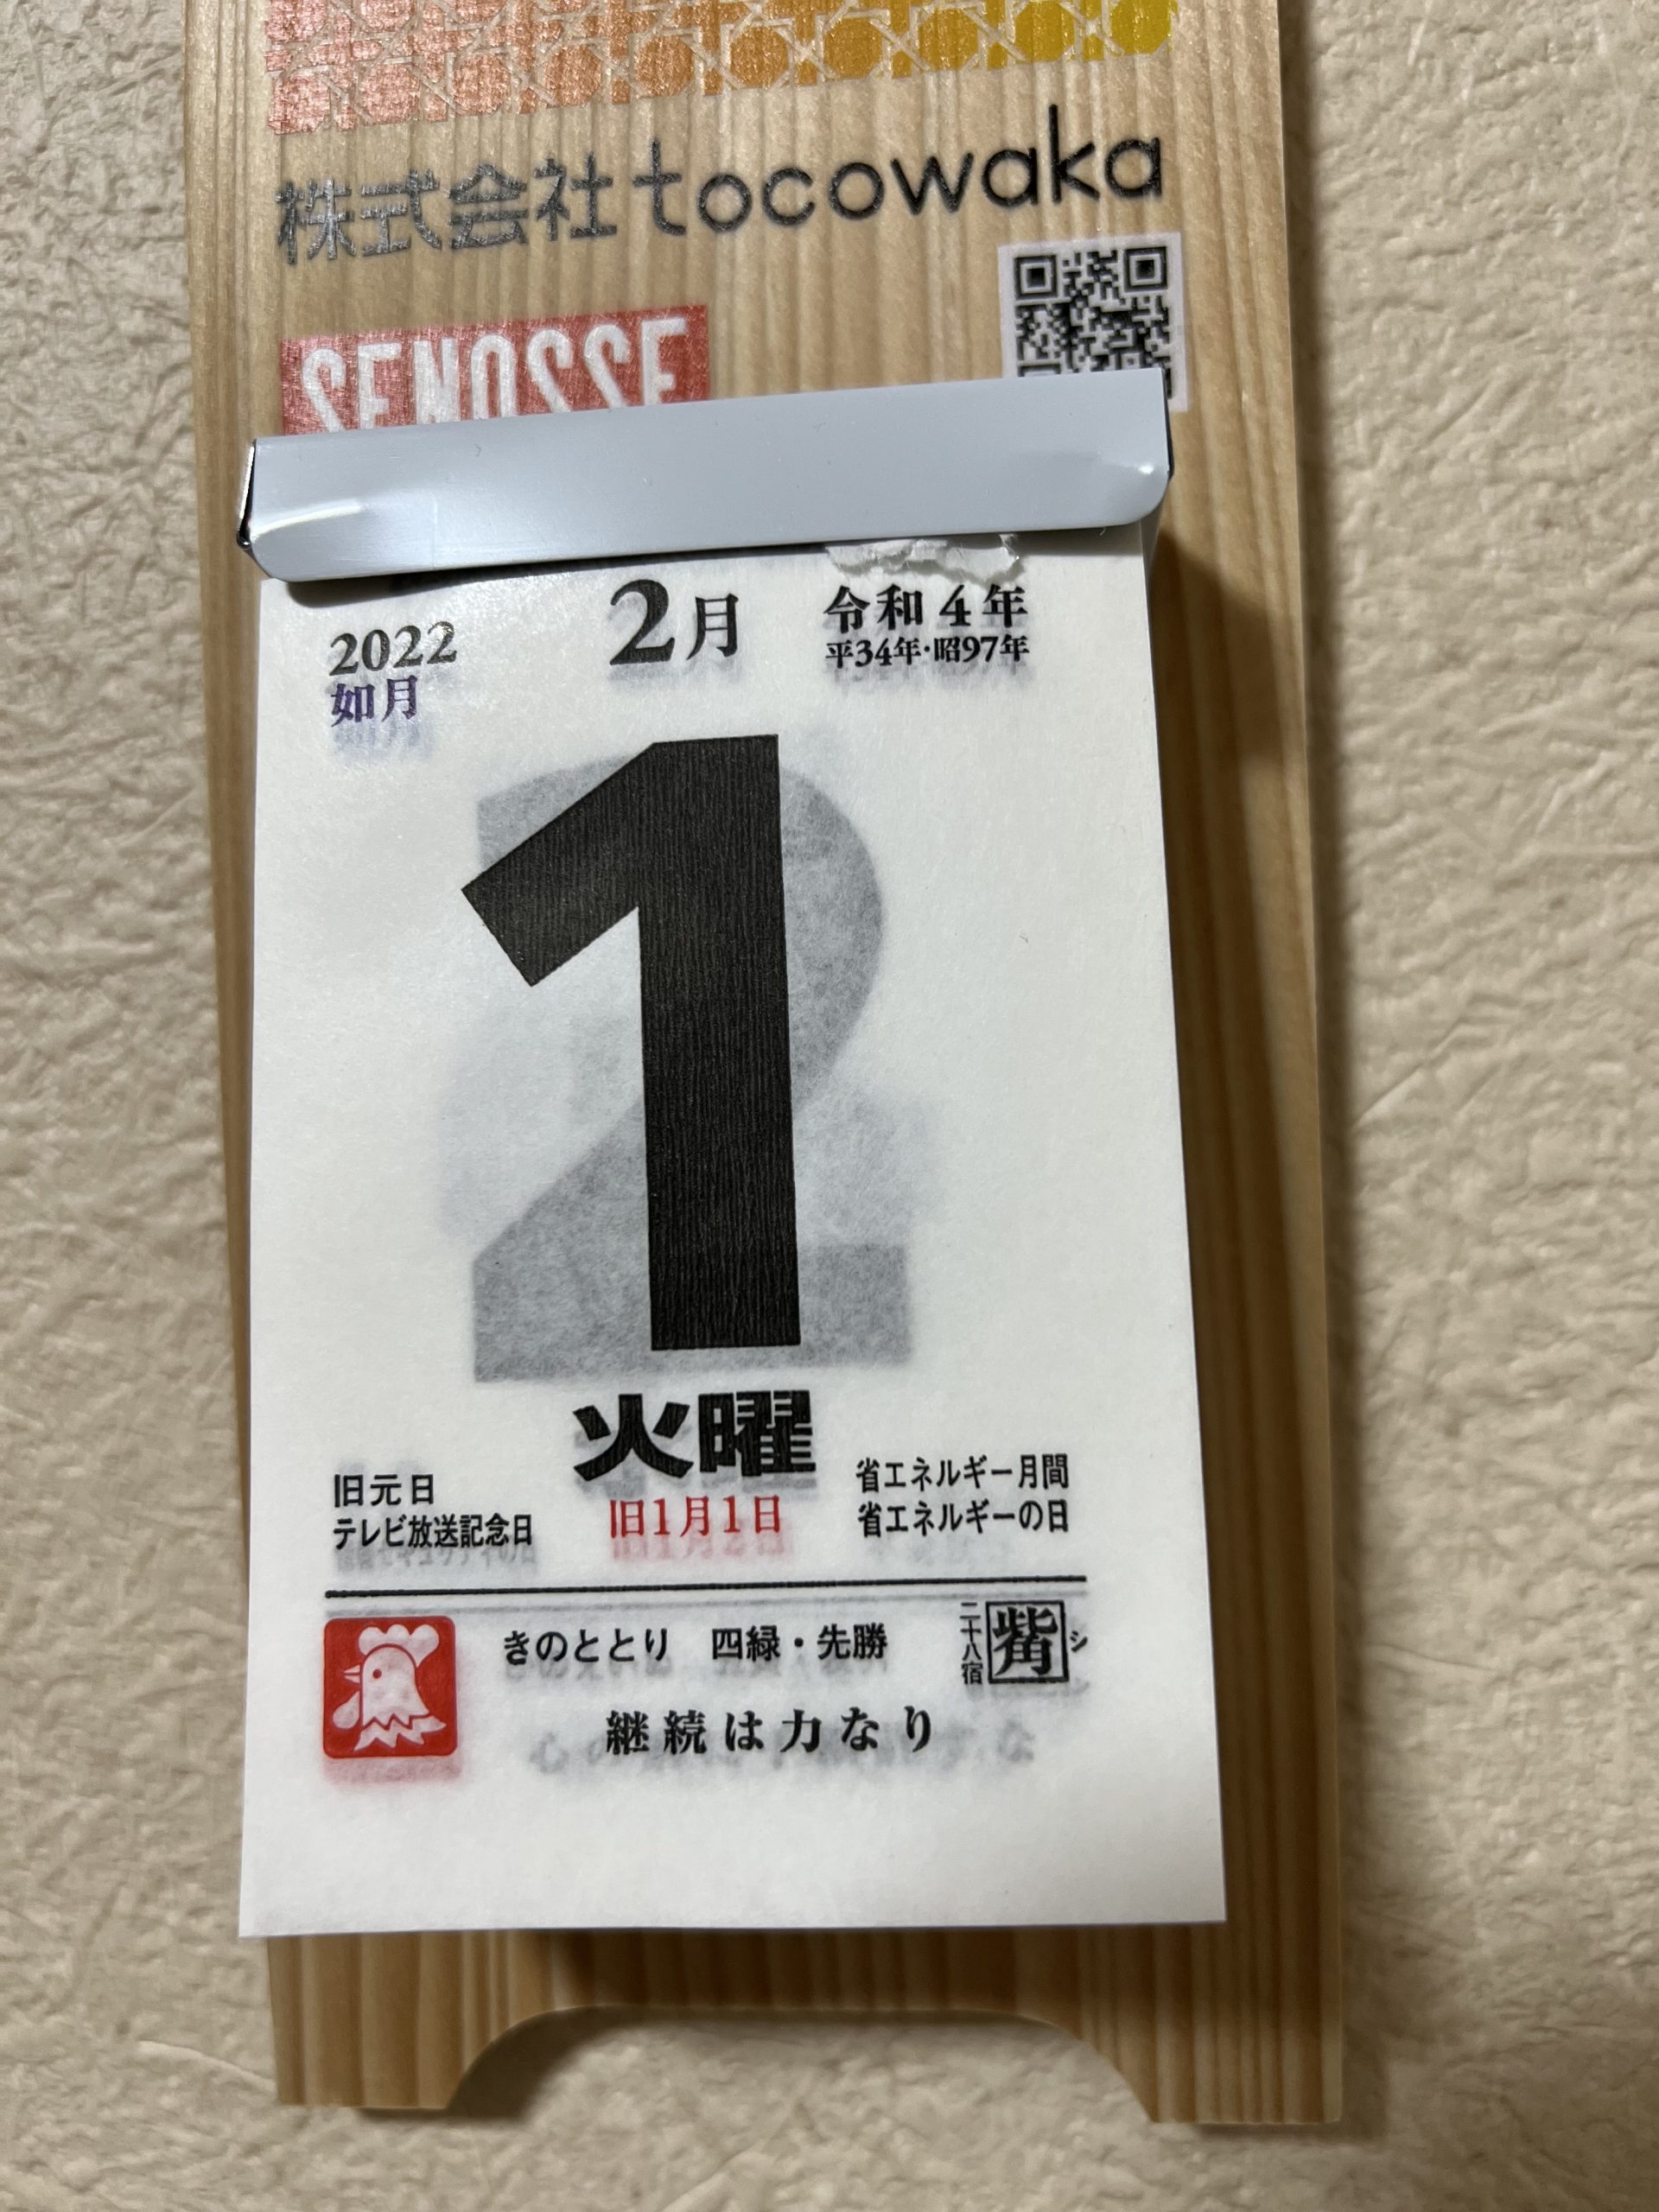 株式会社tocowaka
SENOSSE
2022
如月
2月
令和4年
平34年・昭97年
1
火曜
旧元日
テレビ放送記念日
旧1月1日
省エネルギー月間
省エネルギーの日
きのととり　四緑・先勝
二十八宿
觜
シ
継続は力なり